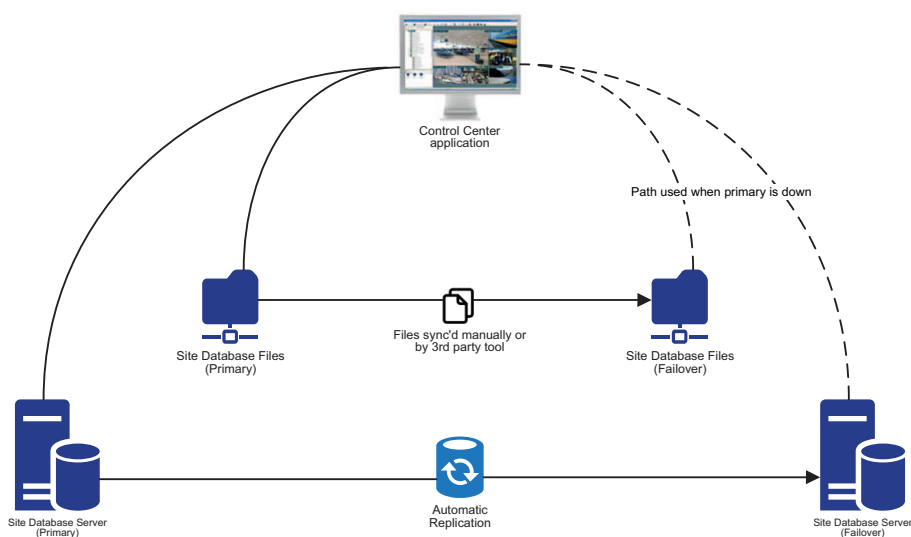 Control Center
application
Path used when primary is down
Files sync'd manually or
by 3rd party tool
Site Database Files
(Primary)
Site Database Files
(Failover)
Automatic
Replication
Site Database Server
(Primary)
Site Database Server
(Failover)